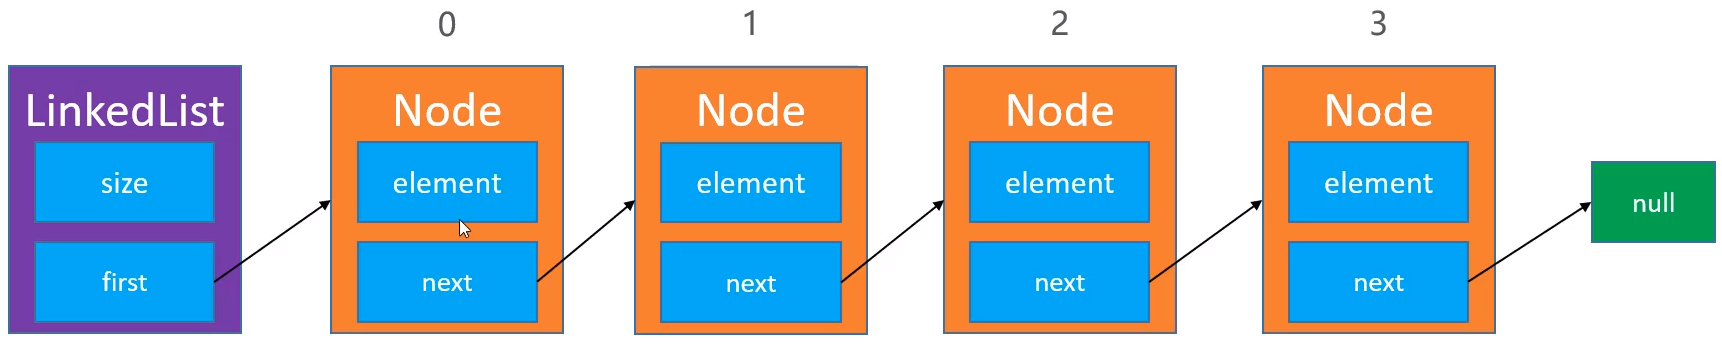 0
1
2
3
LinkedList
size
first
Node
element
next
Node
element
next
Node
element
next
Node
element
next
null